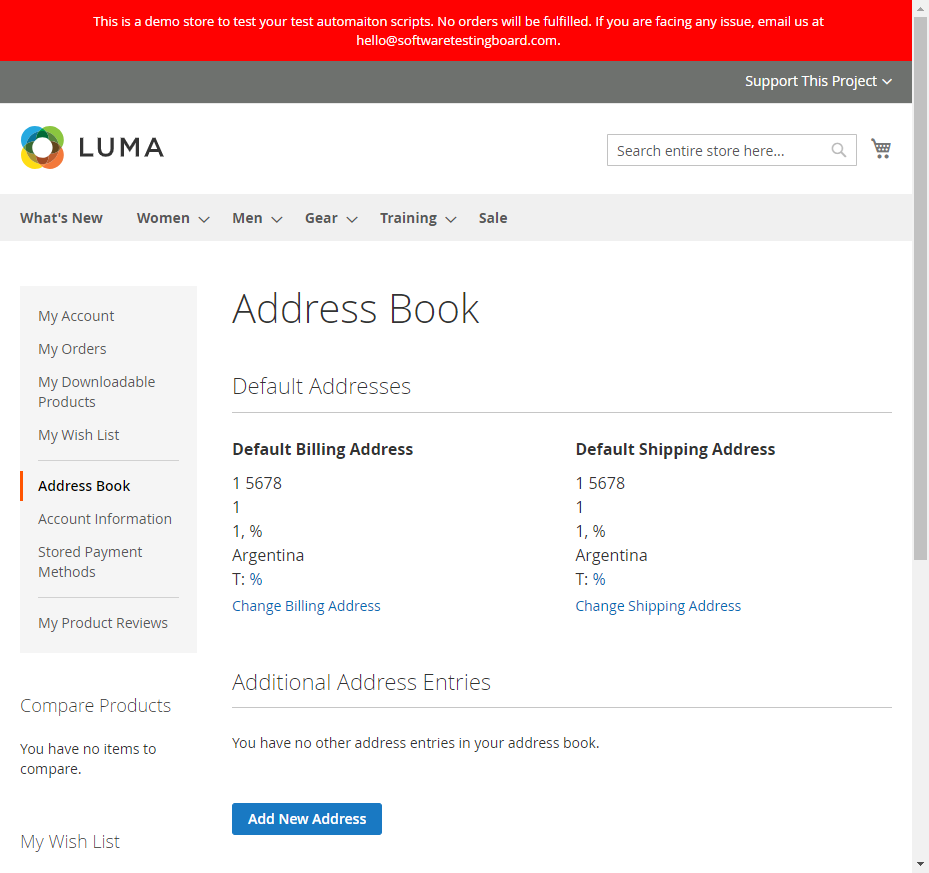 This is a demo store to test your test automaiton scripts. No orders will be fulfilled. If you are facing any issue, email us at
hello@softwaretestingboard.com.
Support This Project
LUMA
Search entire store here...
What's New Women Men Gear Training Sale
My Account
My Orders
My Downloadable
Products
My Wish List
Address Book
Account Information
Stored Payment
Methods
My Product Reviews
Compare Products
You have no items to
compare.
My Wish List
Address Book
Default Addresses
Default Billing Address
1 5678
1
1, %
Argentina
T: %
Change Billing Address
Default Shipping Address
1 5678
1
1, %
Argentina
T: %
Change Shipping Address
Additional Address Entries
You have no other address entries in your address book.
Add New Address